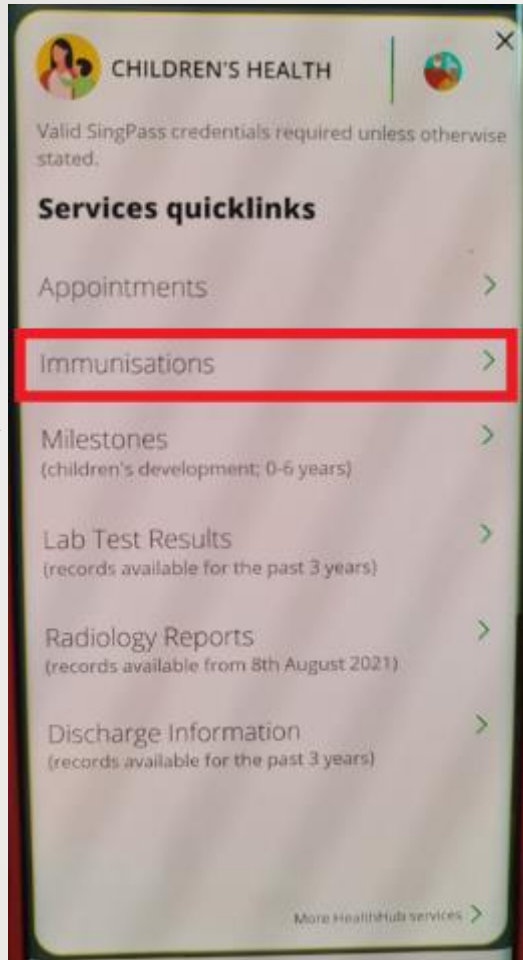 CHILDREN'S HEALTH
Valid SingPass credentials required unless otherwise
stated.
Services quicklinks
Appointments
Immunisations
Milestones
(children's development; 0-6 years)
Lab Test Results
(records available for the past 3 years)
Radiology Reports
(records available from 8th August 2021)
Discharge Information
(records available for the past 3 years)
More HealthHub services